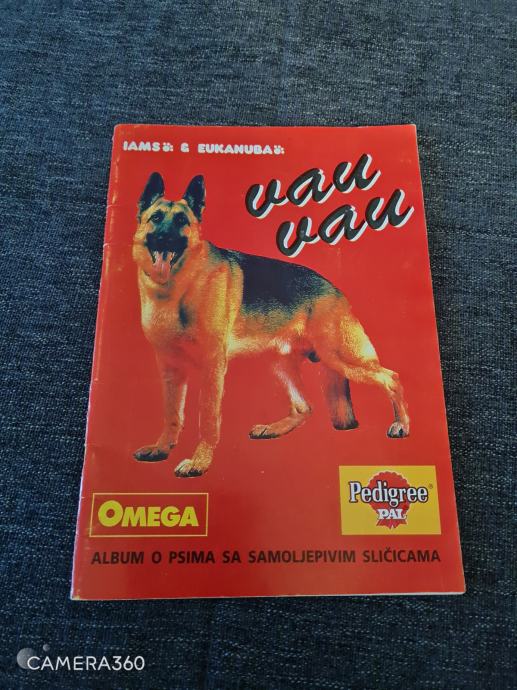 IAMS & EUKANUBA
vau
vau
OMEGA
Pedigree®
PAL
ALBUM O PSIMA SA SAMOLJEPIVIM SLIČICAMA
CAMERA360